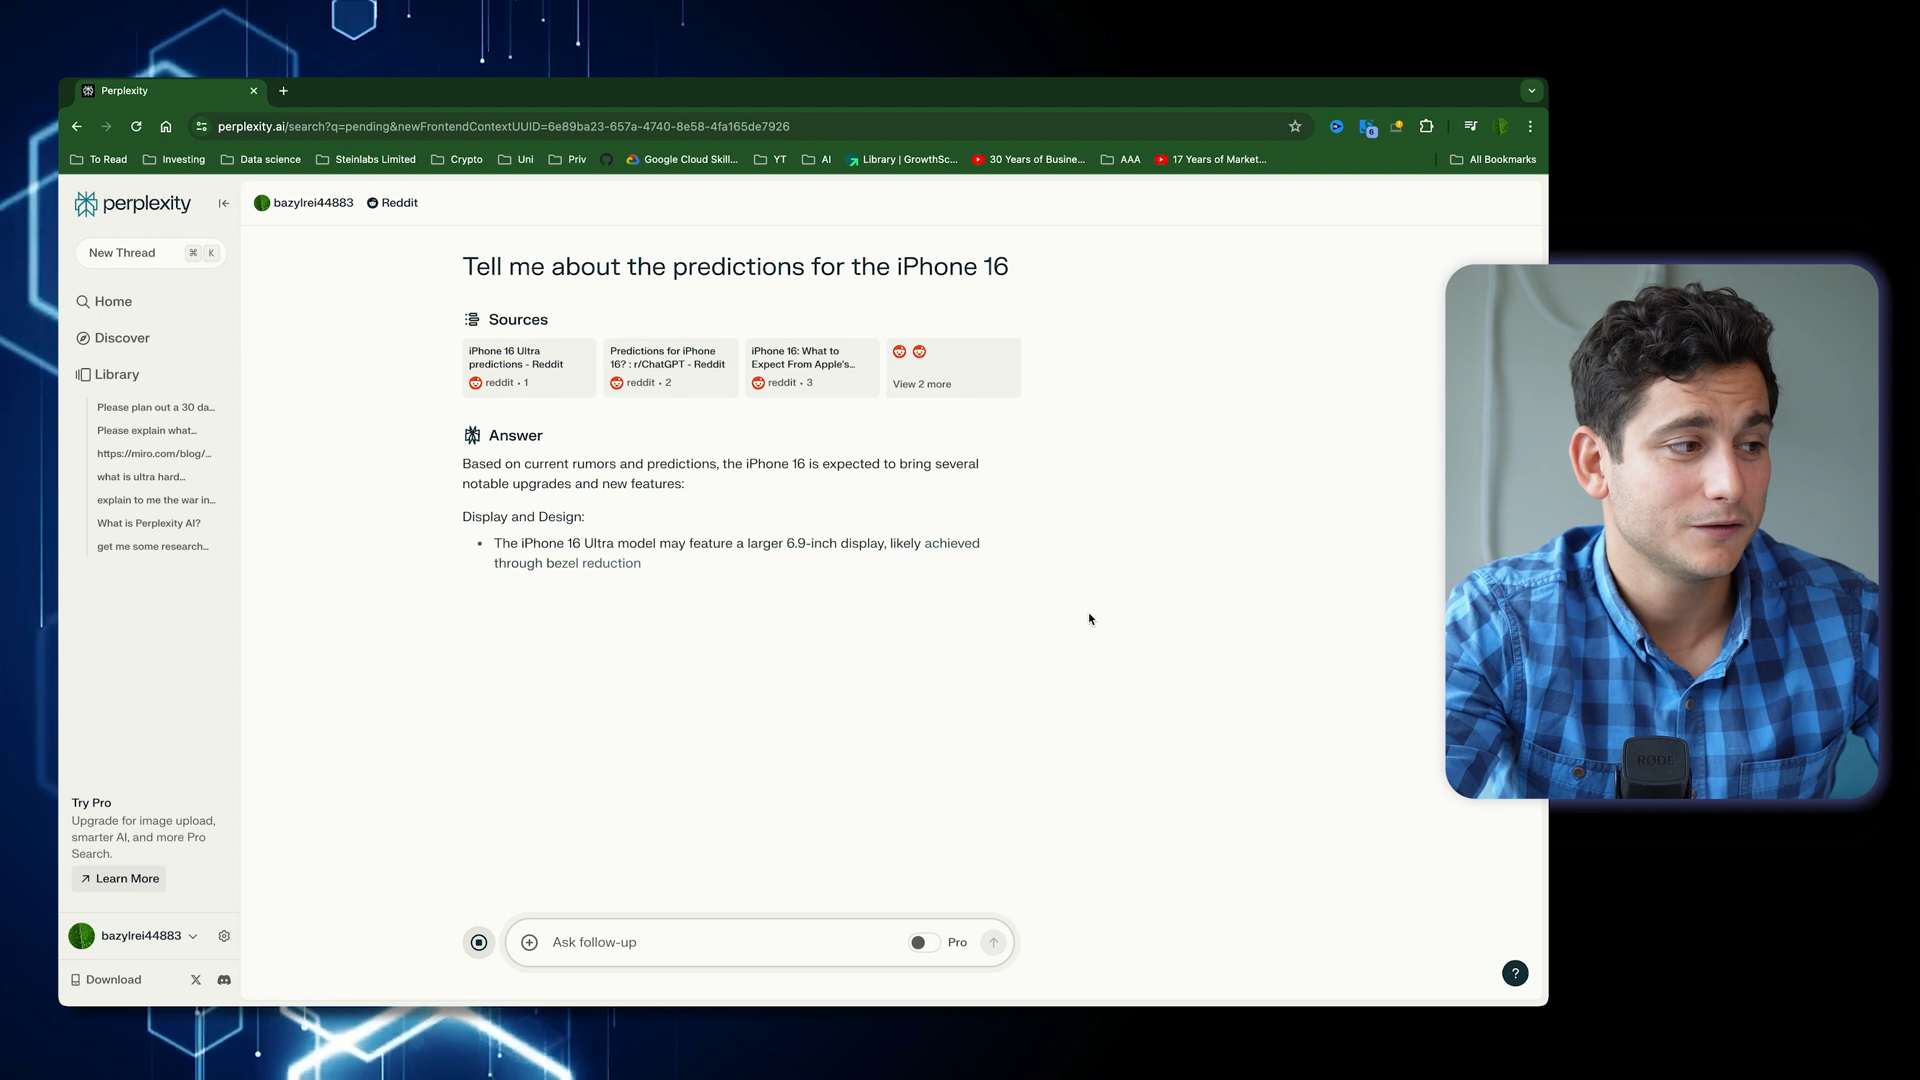 Perplexity
perplexity.ai/search?q=pending&newFrontendContextUUID=6e89ba23-657a-4740-8e58-4fa165de7926
6
To Read
Investing
Data science
Steinlabs Limited
Crypto
Uni
Priv
Google Cloud Skill...
YT
AI
Library | GrowthSc...
30 Years of Busine...
AAA
17 Years of Market...
All Bookmarks
perplexity
New Thread
⌘ K
Home
Discover
Library
Please plan out a 30 da...
Please explain what...
https://miro.com/blog/...
what is ultra hard...
explain to me the war in...
What is Perplexity AI?
get me some research...
Try Pro
Upgrade for image upload,
smarter AI, and more Pro
Search.
Learn More
bazylrei44883
Download
bazylrei44883
Reddit
Tell me about the predictions for the iPhone 16
Sources
iPhone 16 Ultra
predictions - Reddit
reddit • 1
Predictions for iPhone
16? : r/ChatGPT - Reddit
reddit • 2
iPhone 16: What to
Expect From Apple's...
reddit • 3
View 2 more
Answer
Based on current rumors and predictions, the iPhone 16 is expected to bring several
notable upgrades and new features:
Display and Design:
• The iPhone 16 Ultra model may feature a larger 6.9-inch display, likely achieved
through bezel reduction
Ask follow-up
Pro
?
RØDE